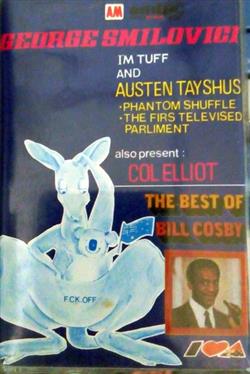 AM
GEORGE SMILOVICI
I'M TUFF
AND
AUSTEN TAYSHUS
• PHANTOM SHUFFLE
• THE FIRS TELEVISED
PARLIMENT
also present :
COL ELLIOT
THE BEST OF
BILL COSBY
F.CK .OFF